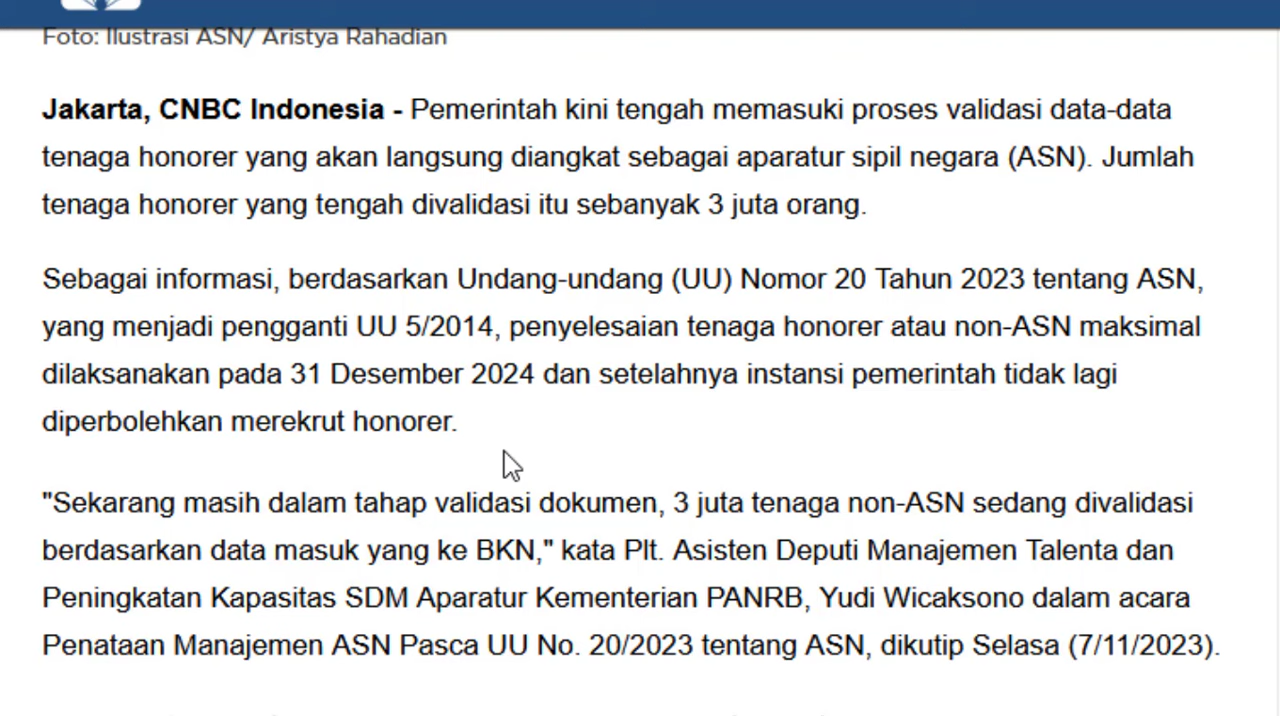 Foto: Ilustrasi ASN/ Aristya Rahadian
Jakarta, CNBC Indonesia - Pemerintah kini tengah memasuki proses validasi data-data
tenaga honorer yang akan langsung diangkat sebagai aparatur sipil negara (ASN). Jumlah
tenaga honorer yang tengah divalidasi itu sebanyak 3 juta orang.
Sebagai informasi, berdasarkan Undang-undang (UU) Nomor 20 Tahun 2023 tentang ASN,
yang menjadi pengganti UU 5/2014, penyelesaian tenaga honorer atau non-ASN maksimal
dilaksanakan pada 31 Desember 2024 dan setelahnya instansi pemerintah tidak lagi
diperbolehkan merekrut honorer.
"Sekarang masih dalam tahap validasi dokumen, 3 juta tenaga non-ASN sedang divalidasi
berdasarkan data masuk yang ke BKN," kata Plt. Asisten Deputi Manajemen Talenta dan
Peningkatan Kapasitas SDM Aparatur Kementerian PANRB, Yudi Wicaksono dalam acara
Penataan Manajemen ASN Pasca UU No. 20/2023 tentang ASN, dikutip Selasa (7/11/2023).